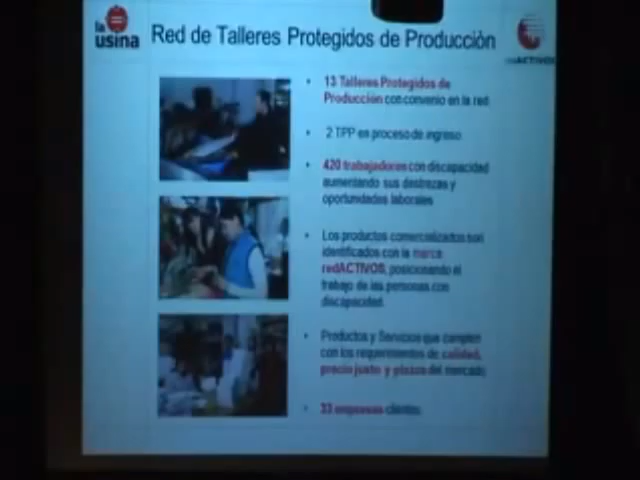 la usina
Red de Talleres Protegidos de Producciòn
redACTIVOS
• 13 Talleres Protegidos de
Producción con convenio en la red
• 2 TPP en proceso de ingreso
• 420 trabajadores con discapacidad
aumentando sus destrezas y
oportunidades laborales
• Los productos comercializados son
identificados con la marca
redACTIVOS, posicionando el
trabajo de las personas con
discapacidad.
• Productos y Servicios que cumplen
con los requerimientos de calidad,
precio justo y plazos del mercado
• 33 empresas clientes